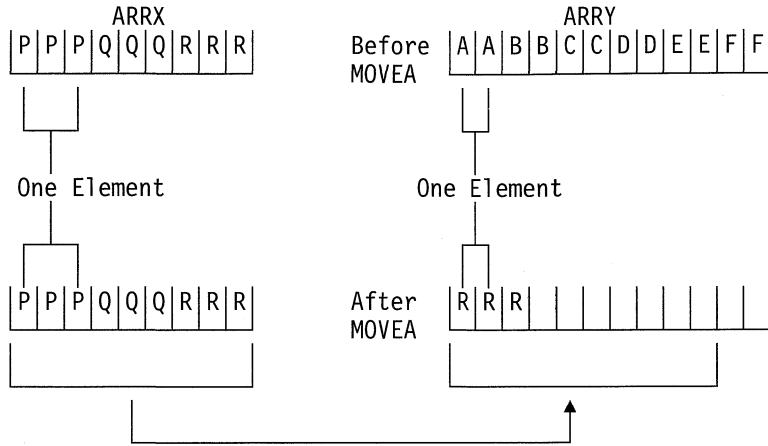 ARRX ARRY
P P P Q Q Q R R R Before A A B B C C D D E E F F
MOVEA
One Element One Element
P P P Q Q Q R R R After R R R
MOVEA